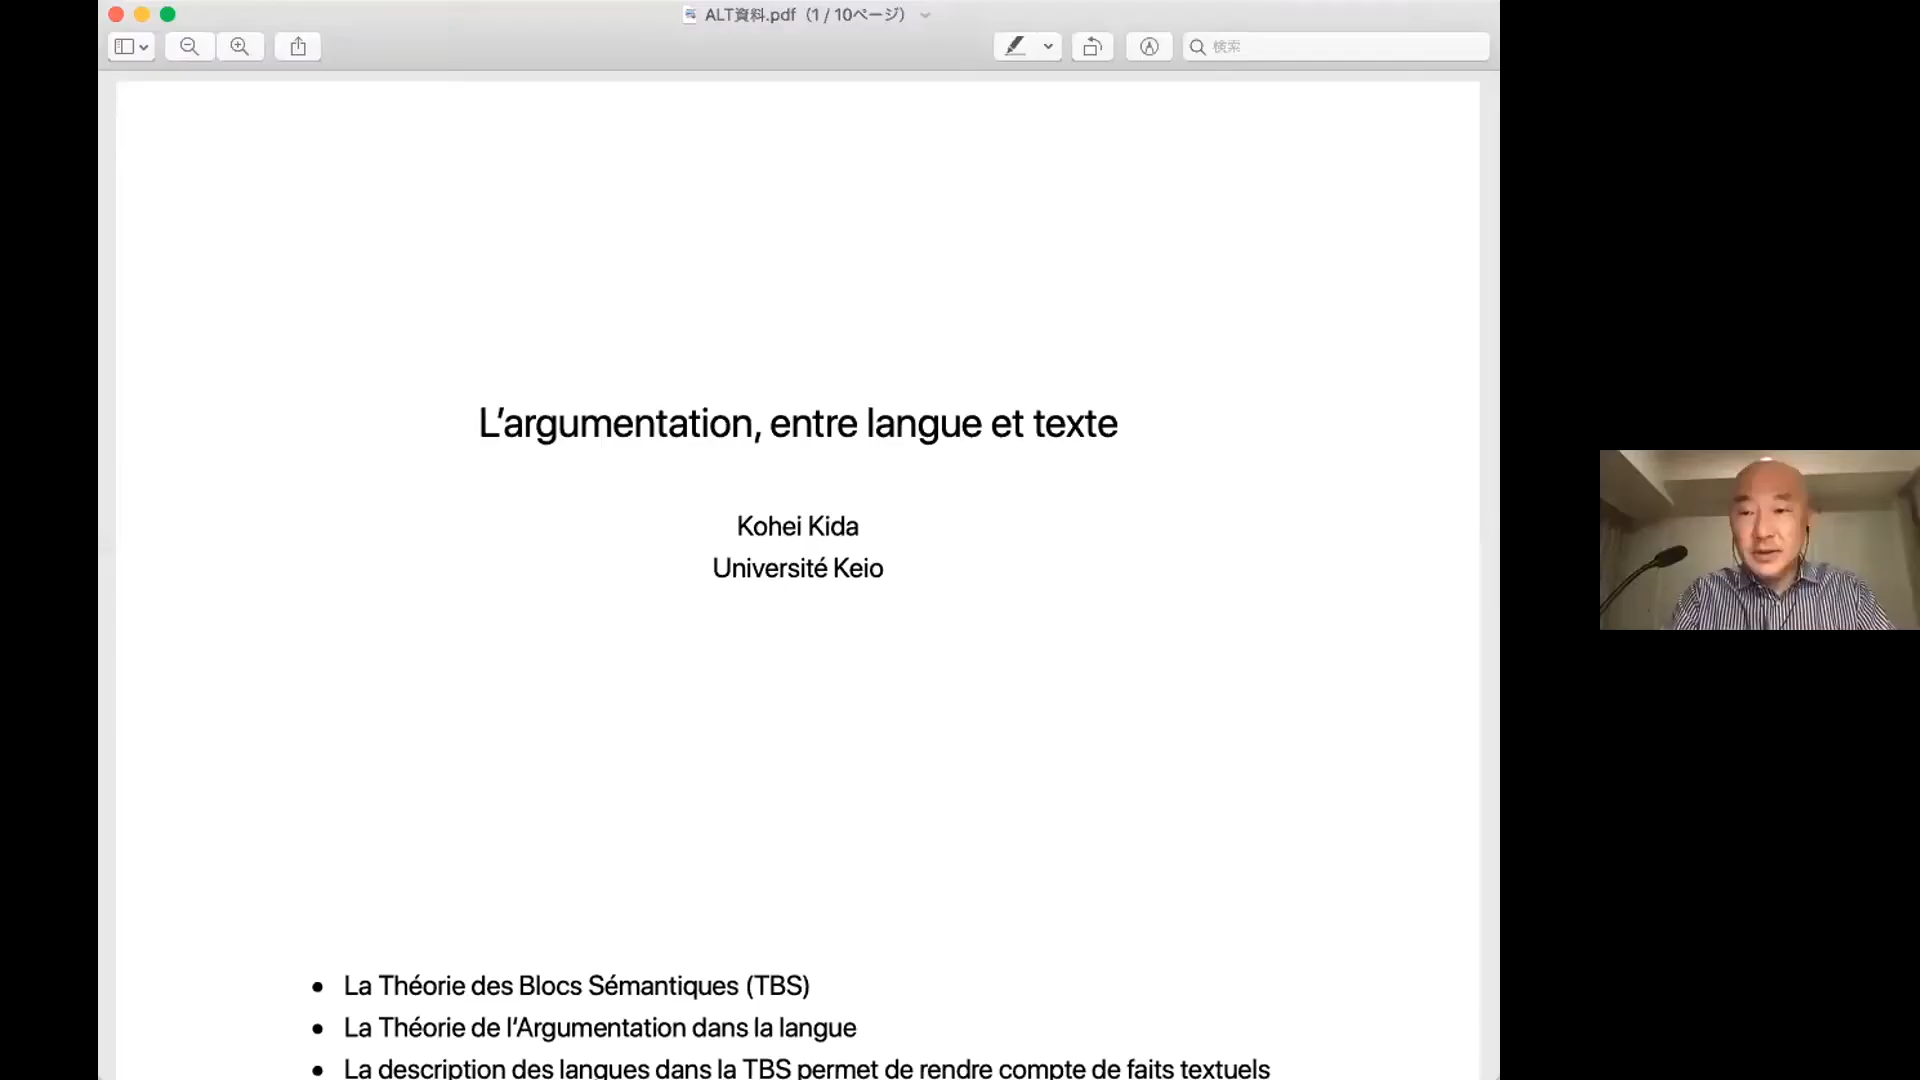 ALT資料.pdf（1 / 10ページ）
検索
L’argumentation, entre langue et texte
Kohei Kida
Université Keio
• La Théorie des Blocs Sémantiques (TBS)
• La Théorie de l’Argumentation dans la langue
• La description des langues dans la TBS permet de rendre compte de faits textuels